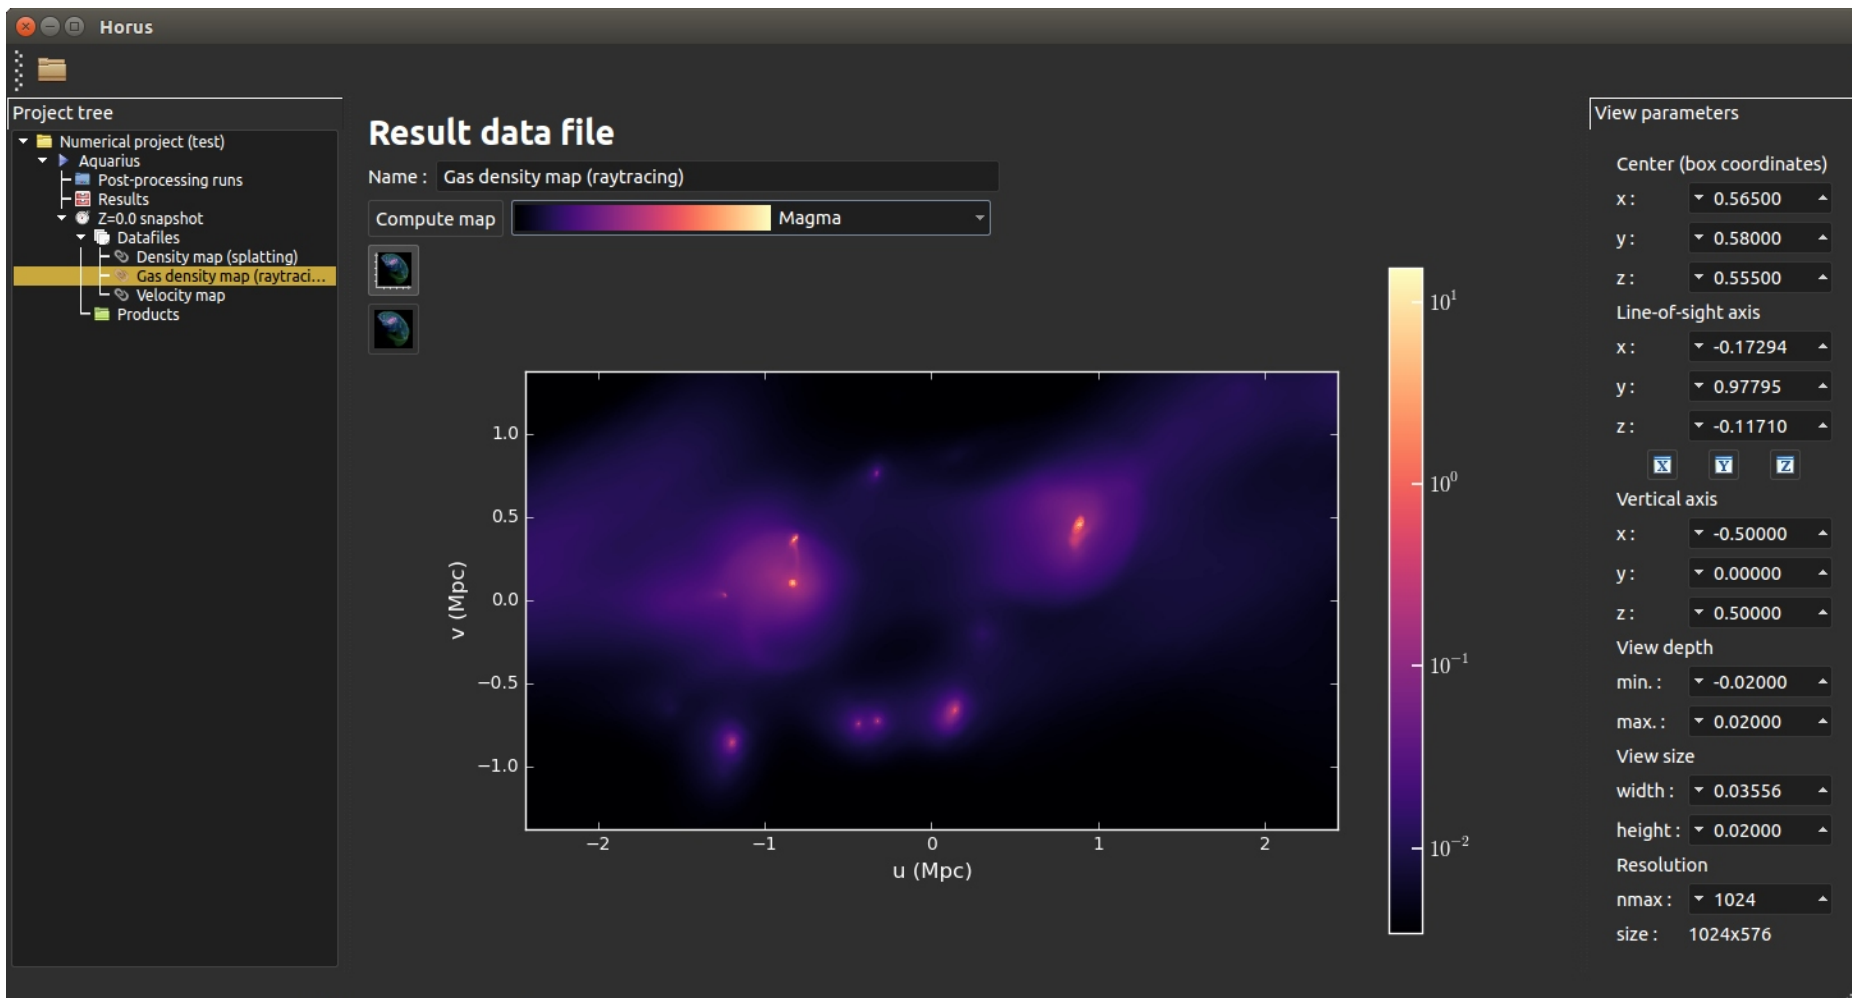 Horus
Project tree
Numerical project (test)
Aquarius
Post-processing runs
Results
Z=0.0 snapshot
Datafiles
Density map (splatting)
Gas density map (raytraci...
Velocity map
Products
Result data file
Name : Gas density map (raytracing)
Compute map Magma
10¹
10⁰
10⁻¹
10⁻²
1.0
0.5
0.0
−0.5
−1.0
v (Mpc)
−2 −1 0 1 2
u (Mpc)
View parameters
Center (box coordinates)
x : 0.56500
y : 0.58000
z : 0.55500
Line-of-sight axis
x : -0.17294
y : 0.97795
z : -0.11710
X Y Z
Vertical axis
x : -0.50000
y : 0.00000
z : 0.50000
View depth
min. : -0.02000
max. : 0.02000
View size
width : 0.03556
height : 0.02000
Resolution
nmax : 1024
size : 1024x576